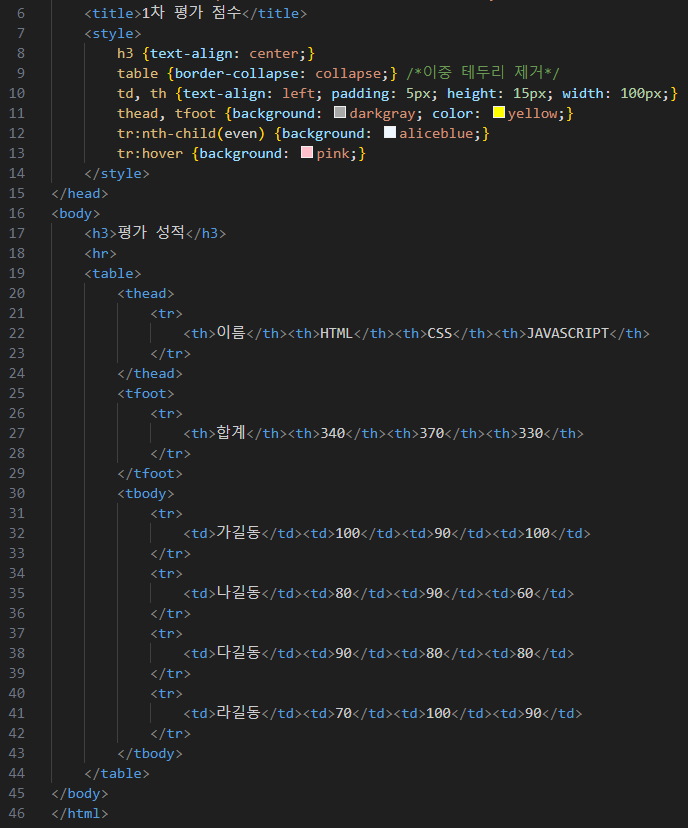 6 <title>1차 평가 점수</title>
7 <style>
8 h3 {text-align: center;}
9 table {border-collapse: collapse;} /*이중 테두리 제거*/
10 td, th {text-align: left; padding: 5px; height: 15px; width: 100px;}
11 thead, tfoot {background: darkgray; color: yellow;}
12 tr:nth-child(even) {background: aliceblue;}
13 tr:hover {background: pink;}
14 </style>
15 </head>
16 <body>
17 <h3>평가 성적</h3>
18 <hr>
19 <table>
20 <thead>
21 <tr>
22 <th>이름</th><th>HTML</th><th>CSS</th><th>JAVASCRIPT</th>
23 </tr>
24 </thead>
25 <tfoot>
26 <tr>
27 <th>합계</th><th>340</th><th>370</th><th>330</th>
28 </tr>
29 </tfoot>
30 <tbody>
31 <tr>
32 <td>가길동</td><td>100</td><td>90</td><td>100</td>
33 </tr>
34 <tr>
35 <td>나길동</td><td>80</td><td>90</td><td>60</td>
36 </tr>
37 <tr>
38 <td>다길동</td><td>90</td><td>80</td><td>80</td>
39 </tr>
40 <tr>
41 <td>라길동</td><td>70</td><td>100</td><td>90</td>
42 </tr>
43 </tbody>
44 </table>
45 </body>
46 </html>